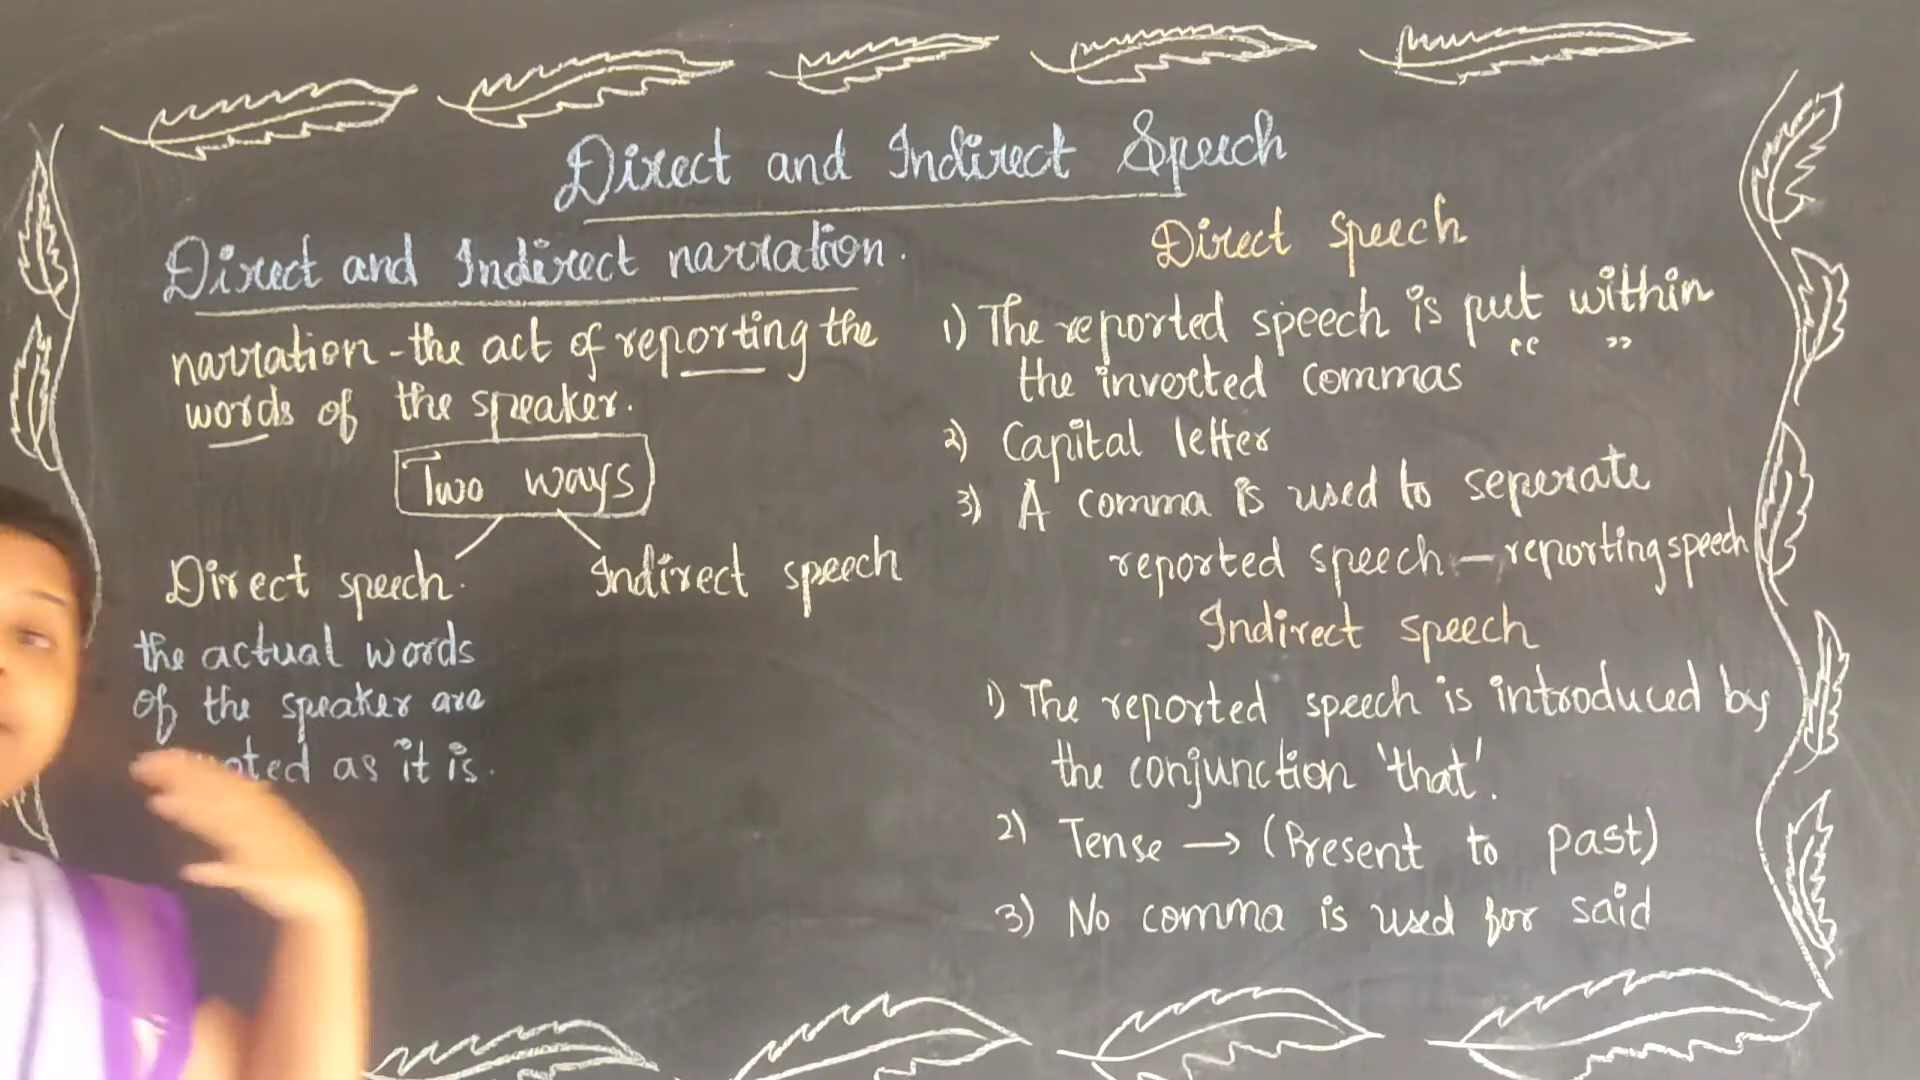 Direct and Indirect Speech
Direct and Indirect narration.
narration - the act of reporting the
words of the speaker.
Two ways
Direct speech.
Indirect speech
the actual words
of the speaker are
as it is.
Direct speech
1) The reported speech is put within
“ ”
the inverted commas
2) Capital letter
3) A comma is used to seperate
reported speech — reporting speech
Indirect speech
1) The reported speech is introduced by
the conjunction 'that'.
2) Tense → (Present to past)
3) No comma is used for said